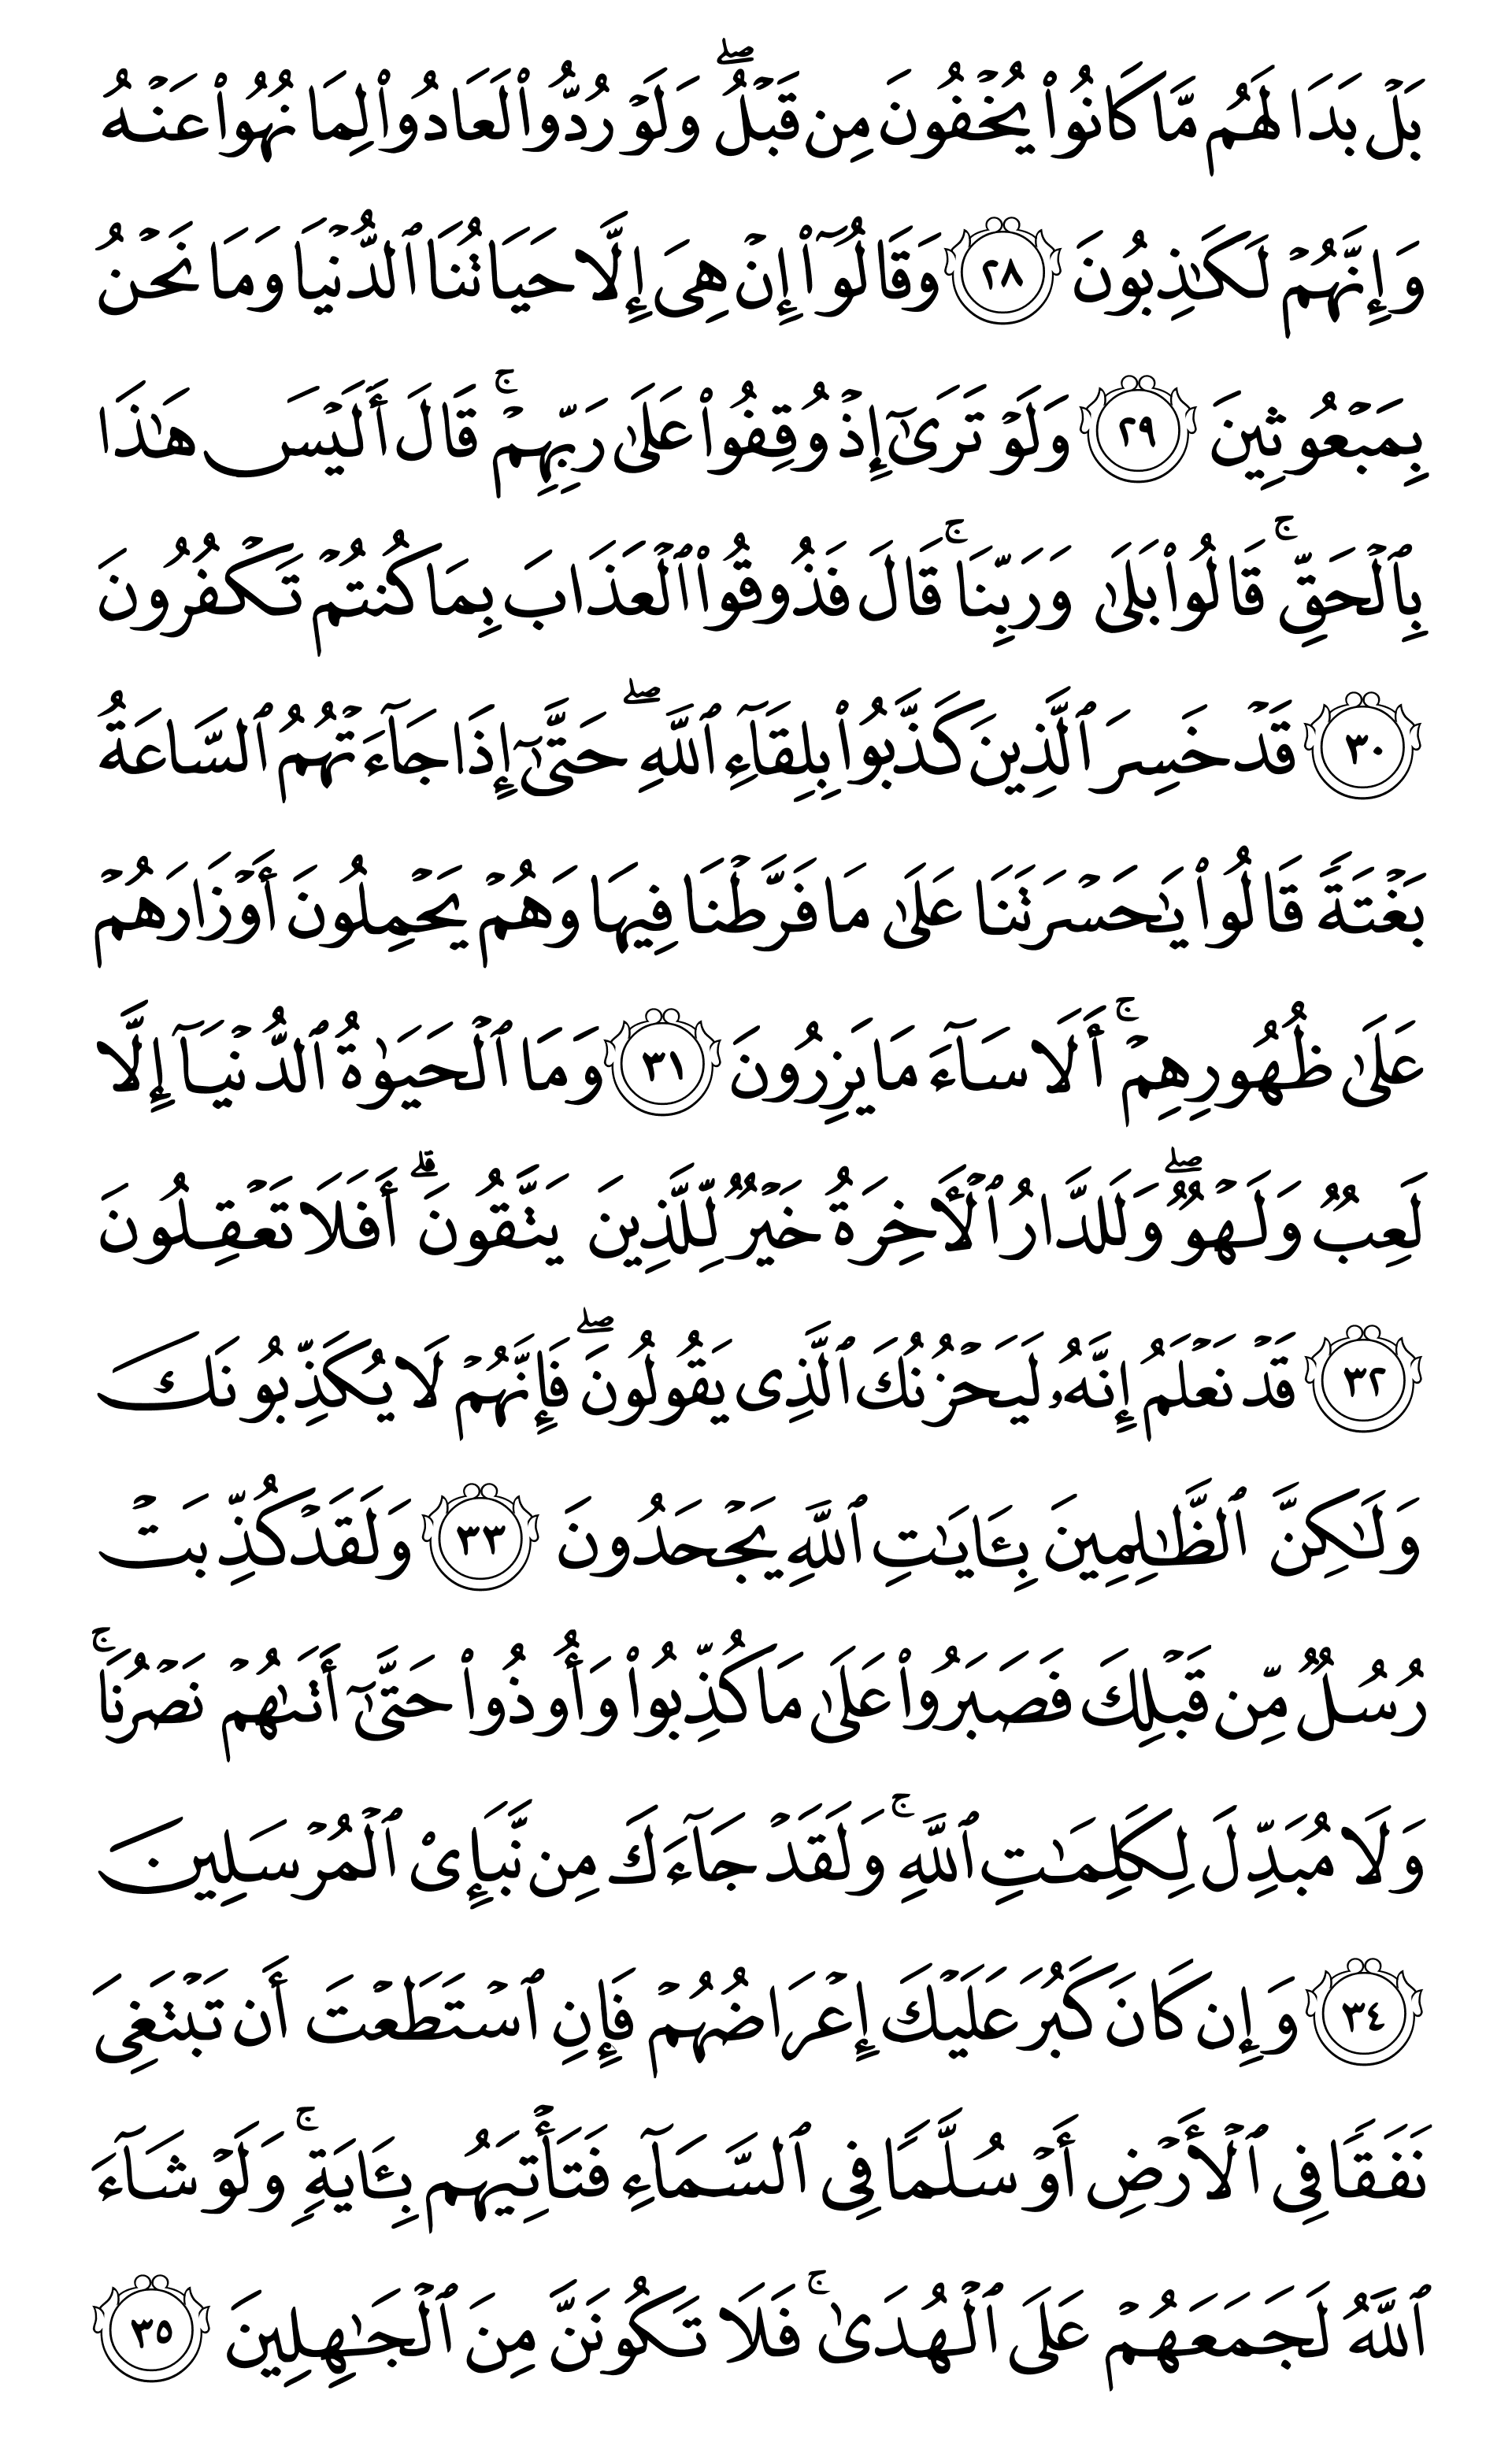 بَلْ بَدَا لَهُم مَّا كَانُوا۟ يُخْفُونَ مِن قَبْلُ ۖ وَلَوْ رُدُّوا۟ لَعَادُوا۟ لِمَا نُهُوا۟ عَنْهُ
وَإِنَّهُمْ لَكَـٰذِبُونَ ٢٨ وَقَالُوٓا۟ إِنْ هِىَ إِلَّا حَيَاتُنَا ٱلدُّنْيَا وَمَا نَحْنُ
بِمَبْعُوثِينَ ٢٩ وَلَوْ تَرَىٰٓ إِذْ وُقِفُوا۟ عَلَىٰ رَبِّهِمْ ۚ قَالَ أَلَيْسَ هَـٰذَا
بِٱلْحَقِّ ۚ قَالُوا۟ بَلَىٰ وَرَبِّنَا ۚ قَالَ فَذُوقُوا۟ ٱلْعَذَابَ بِمَا كُنتُمْ تَكْفُرُونَ
٣٠ قَدْ خَسِرَ ٱلَّذِينَ كَذَّبُوا۟ بِلِقَآءِ ٱللَّهِ ۖ حَتَّىٰٓ إِذَا جَآءَتْهُمُ ٱلسَّاعَةُ
بَغْتَةً قَالُوا۟ يَـٰحَسْرَتَنَا عَلَىٰ مَا فَرَّطْنَا فِيهَا وَهُمْ يَحْمِلُونَ أَوْزَارَهُمْ
عَلَىٰ ظُهُورِهِمْ ۚ أَلَا سَآءَ مَا يَزِرُونَ ٣١ وَمَا ٱلْحَيَوٰةُ ٱلدُّنْيَآ إِلَّا
لَعِبٌ وَلَهْوٌ ۖ وَلَلدَّارُ ٱلْـَٔاخِرَةُ خَيْرٌ لِّلَّذِينَ يَتَّقُونَ ۗ أَفَلَا تَعْقِلُونَ
٣٢ قَدْ نَعْلَمُ إِنَّهُۥ لَيَحْزُنُكَ ٱلَّذِى يَقُولُونَ ۖ فَإِنَّهُمْ لَا يُكَذِّبُونَكَ
وَلَـٰكِنَّ ٱلظَّـٰلِمِينَ بِـَٔايَـٰتِ ٱللَّهِ يَجْحَدُونَ ٣٣ وَلَقَدْ كُذِّبَتْ
رُسُلٌ مِّن قَبْلِكَ فَصَبَرُوا۟ عَلَىٰ مَا كُذِّبُوا۟ وَأُوذُوا۟ حَتَّىٰٓ أَتَىٰهُمْ نَصْرُنَا ۚ
وَلَا مُبَدِّلَ لِكَلِمَـٰتِ ٱللَّهِ ۚ وَلَقَدْ جَآءَكَ مِن نَّبَإِى۟ ٱلْمُرْسَلِينَ
٣٤ وَإِن كَانَ كَبُرَ عَلَيْكَ إِعْرَاضُهُمْ فَإِنِ ٱسْتَطَعْتَ أَن تَبْتَغِىَ
نَفَقًا فِى ٱلْأَرْضِ أَوْ سُلَّمًا فِى ٱلسَّمَآءِ فَتَأْتِيَهُم بِـَٔايَةٍ ۚ وَلَوْ شَآءَ
ٱللَّهُ لَجَمَعَهُمْ عَلَى ٱلْهُدَىٰ ۚ فَلَا تَكُونَنَّ مِنَ ٱلْجَـٰهِلِينَ ٣٥